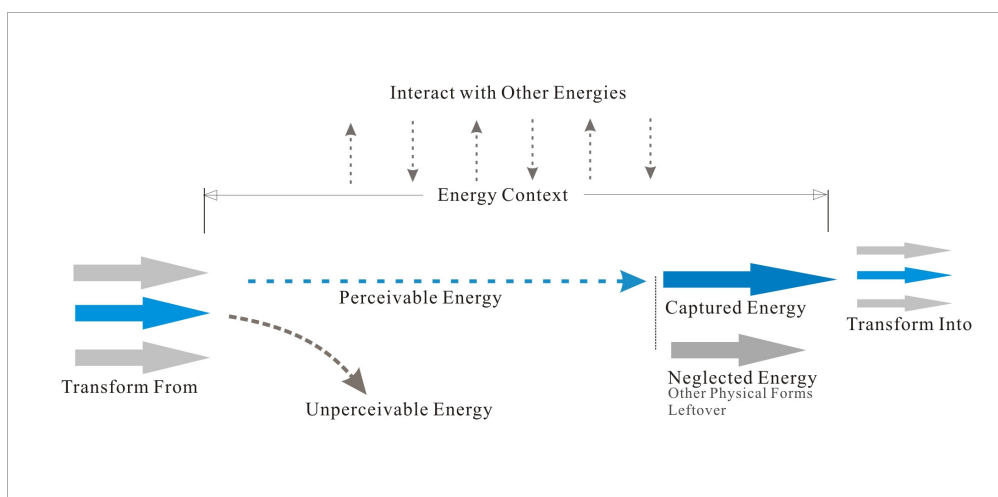 Interact with Other Energies
Energy Context
Perceivable Energy
Captured Energy
Transform Into
Transform From
Neglected Energy
Other Physical Forms
Leftover
Unperceivable Energy